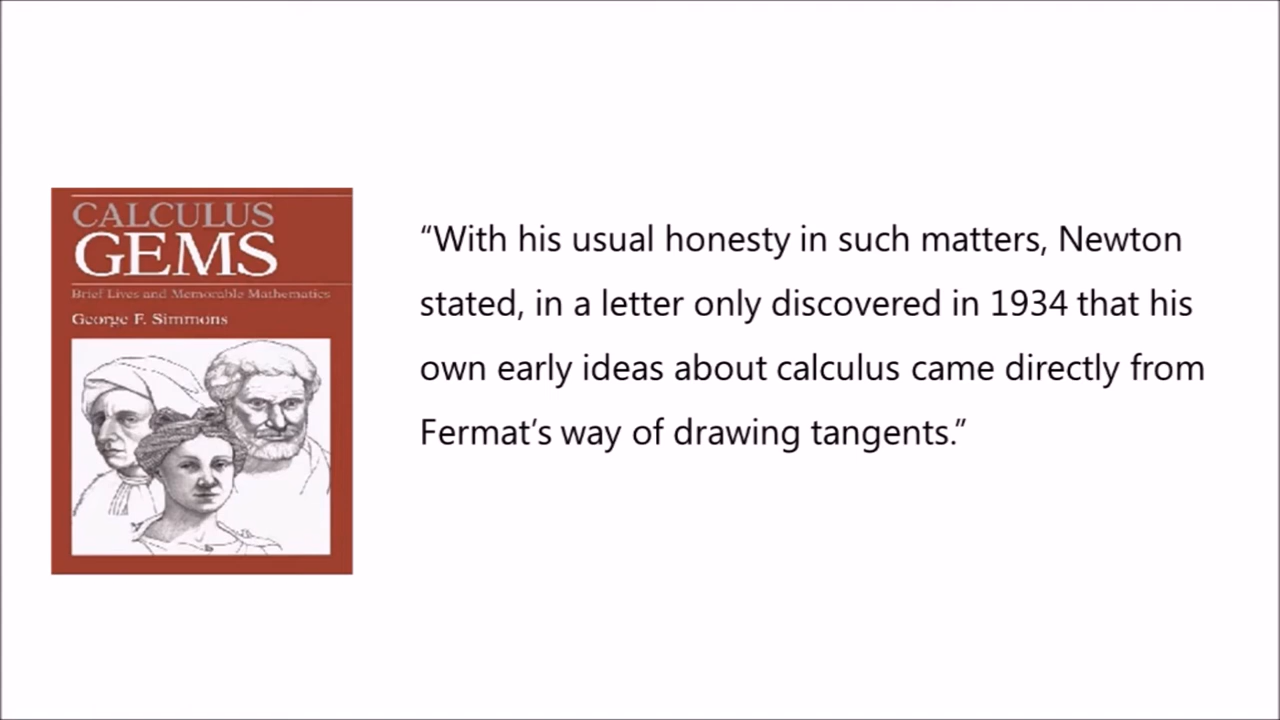 CALCULUS
GEMS
Brief Lives and Memorable Mathematics
George F. Simmons
“With his usual honesty in such matters, Newton
stated, in a letter only discovered in 1934 that his
own early ideas about calculus came directly from
Fermat’s way of drawing tangents.”